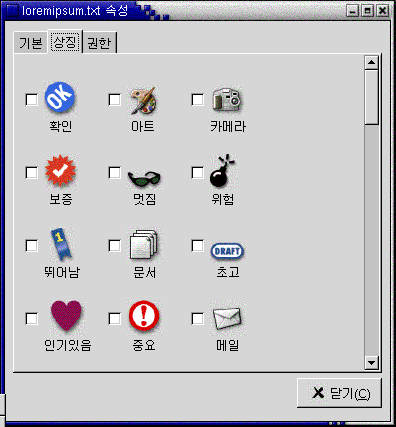 loremipsum.txt 속성
기본 상징 권한
OK
확인 아트 카메라
보증 멋짐 위험
1
뛰어남 문서 초고
DRAFT
인기있음 중요 메일
닫기(C)